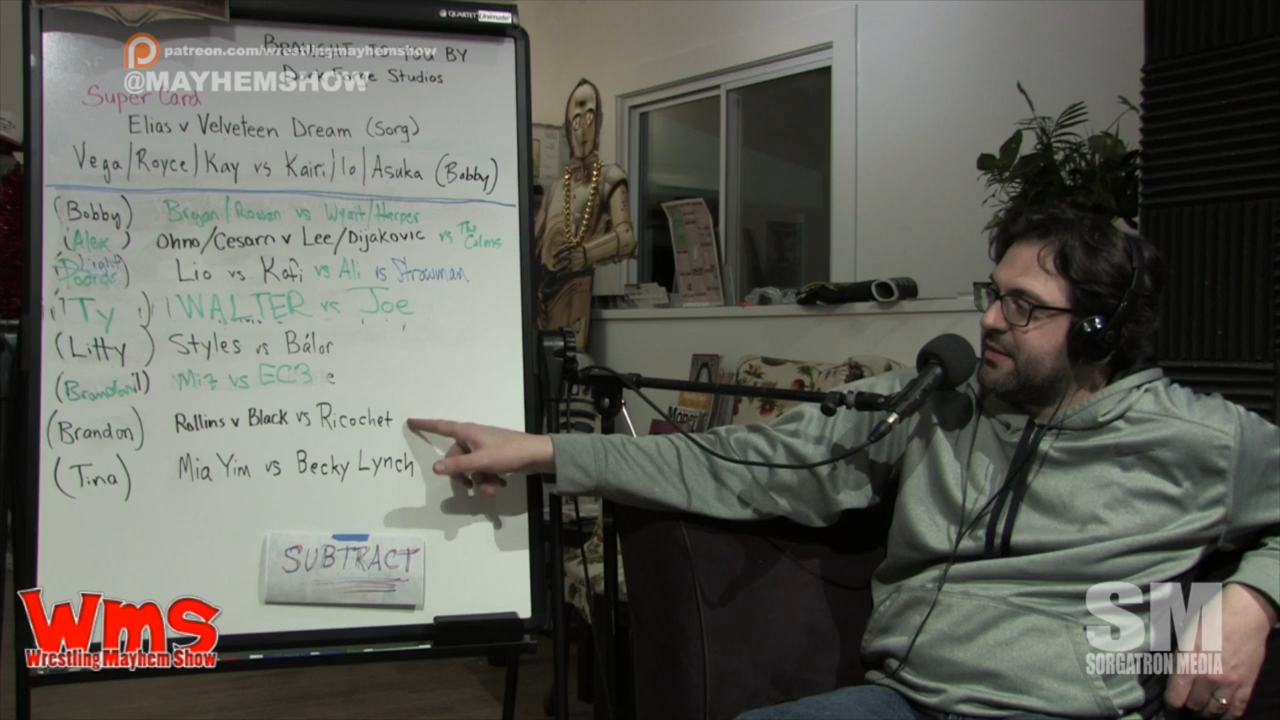 QUARTET Unimate
patreon.com/wrestlingmayhemshow
BROUGHT TO YOU BY
@MAYHEMSHOW
Studios
Super Card
Elias v Velveteen Dream (Sorg)
Vega/Royce/Kay vs Kairi/Io/Asuka (Bobby)
(Bobby) Bryan/Rowan vs Wyatt/Harper
(Alex) Ohno/Cesaro v Lee/Dijakovic vs The Colons
Lio vs Kofi vs Ali vs Strowman
(Ty) WALTER vs Joe
(Litty) Styles vs Bálor
(Brandon) Miz vs EC3
(Brandon) Rollins v Black vs Ricochet
(Tina) Mia Yim vs Becky Lynch
SUBTRACT
WMS
Wrestling Mayhem Show
SM
SORGATRON MEDIA